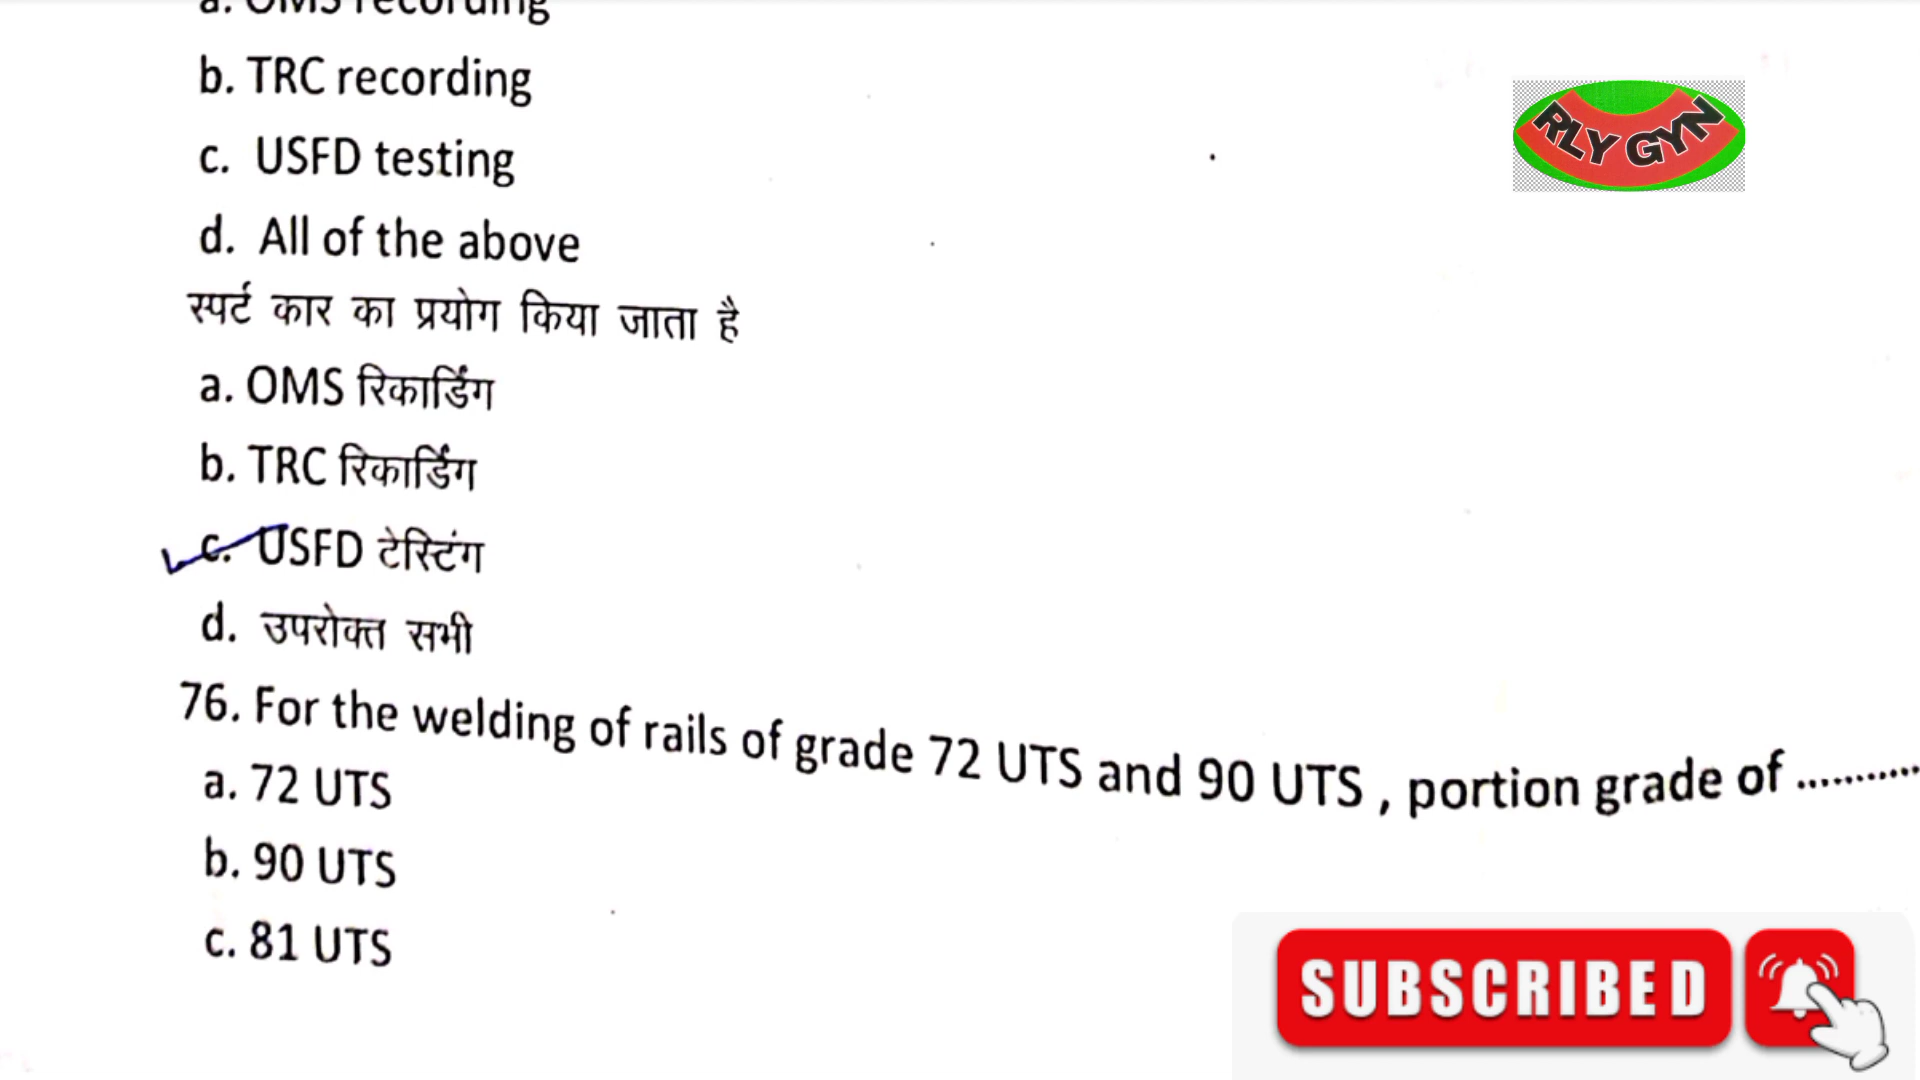 a. OMS recording
b. TRC recording
c. USFD testing
d. All of the above
स्पर्ट कार का प्रयोग किया जाता है
a. OMS रिकार्डिंग
b. TRC रिकार्डिंग
c. USFD टेस्टिंग
d. उपरोक्त सभी
76. For the welding of rails of grade 72 UTS and 90 UTS , portion grade of ...........
a. 72 UTS
b. 90 UTS
c. 81 UTS
RLY GYN
SUBSCRIBED